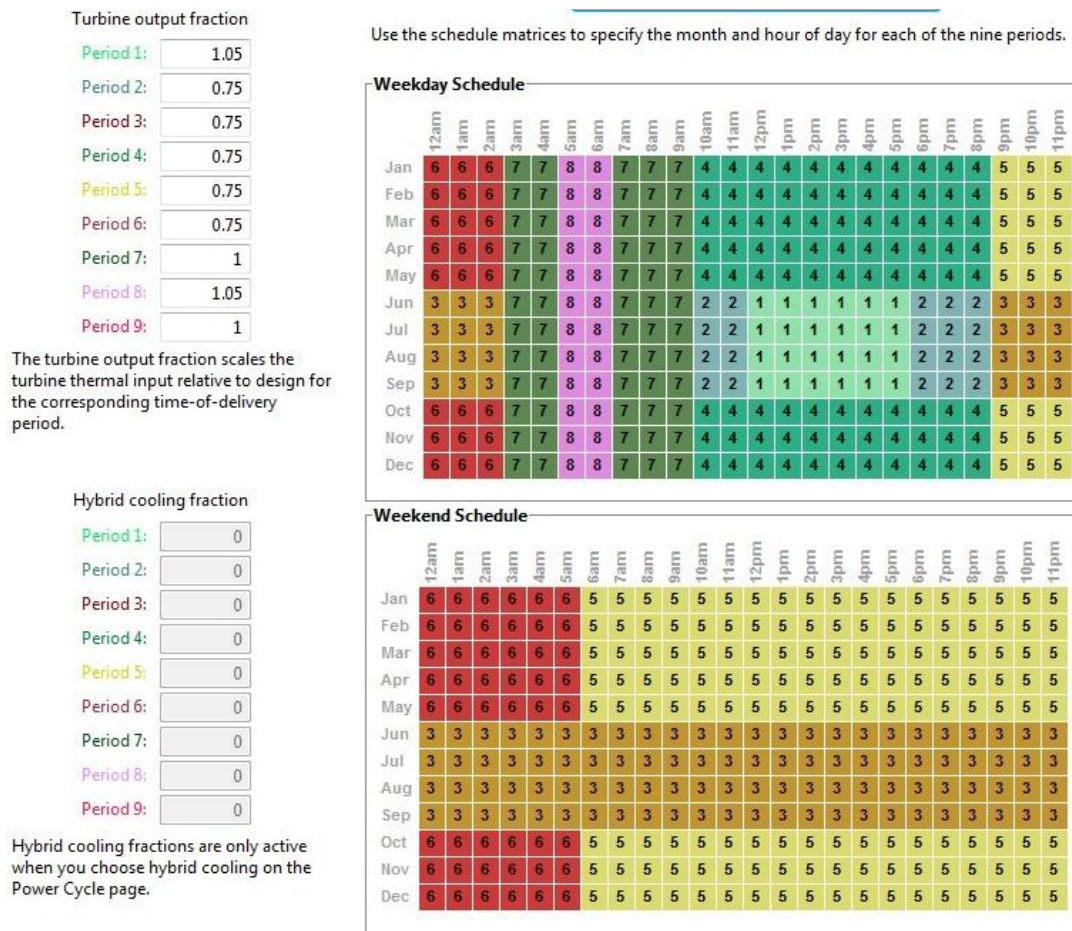 Turbine output fraction
Period 1: 1.05
Period 2: 0.75
Period 3: 0.75
Period 4: 0.75
Period 5: 0.75
Period 6: 0.75
Period 7: 1
Period 8: 1.05
Period 9: 1
The turbine output fraction scales the
turbine thermal input relative to design for
the corresponding time-of-delivery
period.
Hybrid cooling fraction
Period 1: 0
Period 2: 0
Period 3: 0
Period 4: 0
Period 5: 0
Period 6: 0
Period 7: 0
Period 8: 0
Period 9: 0
Hybrid cooling fractions are only active
when you choose hybrid cooling on the
Power Cycle page.
Use the schedule matrices to specify the month and hour of day for each of the nine periods.
Weekday Schedule
12am 1am 2am 3am 4am 5am 6am 7am 8am 9am 10am 11am 12pm 1pm 2pm 3pm 4pm 5pm 6pm 7pm 8pm 9pm 10pm 11pm
Jan 6 6 6 7 7 8 8 7 7 7 4 4 4 4 4 4 4 4 4 4 4 5 5 5
Feb 6 6 6 7 7 8 8 7 7 7 4 4 4 4 4 4 4 4 4 4 4 5 5 5
Mar 6 6 6 7 7 8 8 7 7 7 4 4 4 4 4 4 4 4 4 4 4 5 5 5
Apr 6 6 6 7 7 8 8 7 7 7 4 4 4 4 4 4 4 4 4 4 4 5 5 5
May 6 6 6 7 7 8 8 7 7 7 4 4 4 4 4 4 4 4 4 4 4 5 5 5
Jun 3 3 3 7 7 8 8 7 7 7 2 2 1 1 1 1 1 1 2 2 2 3 3 3
Jul 3 3 3 7 7 8 8 7 7 7 2 2 1 1 1 1 1 1 2 2 2 3 3 3
Aug 3 3 3 7 7 8 8 7 7 7 2 2 1 1 1 1 1 1 2 2 2 3 3 3
Sep 3 3 3 7 7 8 8 7 7 7 2 2 1 1 1 1 1 1 2 2 2 3 3 3
Oct 6 6 6 7 7 8 8 7 7 7 4 4 4 4 4 4 4 4 4 4 4 5 5 5
Nov 6 6 6 7 7 8 8 7 7 7 4 4 4 4 4 4 4 4 4 4 4 5 5 5
Dec 6 6 6 7 7 8 8 7 7 7 4 4 4 4 4 4 4 4 4 4 4 5 5 5
Weekend Schedule
12am 1am 2am 3am 4am 5am 6am 7am 8am 9am 10am 11am 12pm 1pm 2pm 3pm 4pm 5pm 6pm 7pm 8pm 9pm 10pm 11pm
Jan 6 6 6 6 6 6 5 5 5 5 5 5 5 5 5 5 5 5 5 5 5 5 5 5
Feb 6 6 6 6 6 6 5 5 5 5 5 5 5 5 5 5 5 5 5 5 5 5 5 5
Mar 6 6 6 6 6 6 5 5 5 5 5 5 5 5 5 5 5 5 5 5 5 5 5 5
Apr 6 6 6 6 6 6 5 5 5 5 5 5 5 5 5 5 5 5 5 5 5 5 5 5
May 6 6 6 6 6 6 5 5 5 5 5 5 5 5 5 5 5 5 5 5 5 5 5 5
Jun 3 3 3 3 3 3 3 3 3 3 3 3 3 3 3 3 3 3 3 3 3 3 3 3
Jul 3 3 3 3 3 3 3 3 3 3 3 3 3 3 3 3 3 3 3 3 3 3 3 3
Aug 3 3 3 3 3 3 3 3 3 3 3 3 3 3 3 3 3 3 3 3 3 3 3 3
Sep 3 3 3 3 3 3 3 3 3 3 3 3 3 3 3 3 3 3 3 3 3 3 3 3
Oct 6 6 6 6 6 6 5 5 5 5 5 5 5 5 5 5 5 5 5 5 5 5 5 5
Nov 6 6 6 6 6 6 5 5 5 5 5 5 5 5 5 5 5 5 5 5 5 5 5 5
Dec 6 6 6 6 6 6 5 5 5 5 5 5 5 5 5 5 5 5 5 5 5 5 5 5